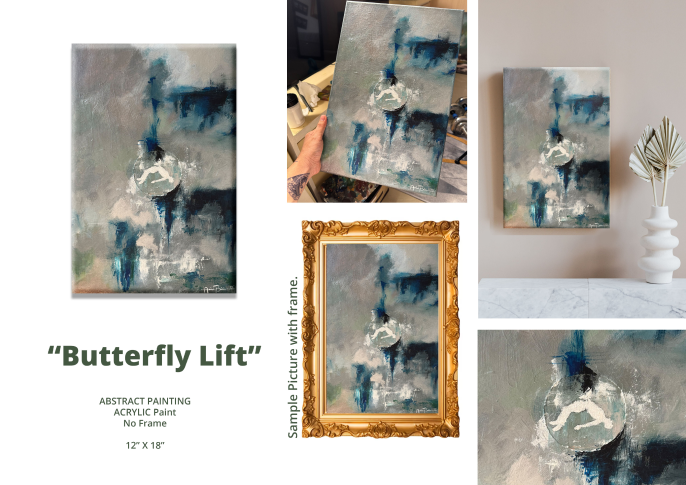 “Butterfly Lift”
ABSTRACT PAINTING
ACRYLIC Paint
No Frame
12” X 18”
Sample Picture with frame.